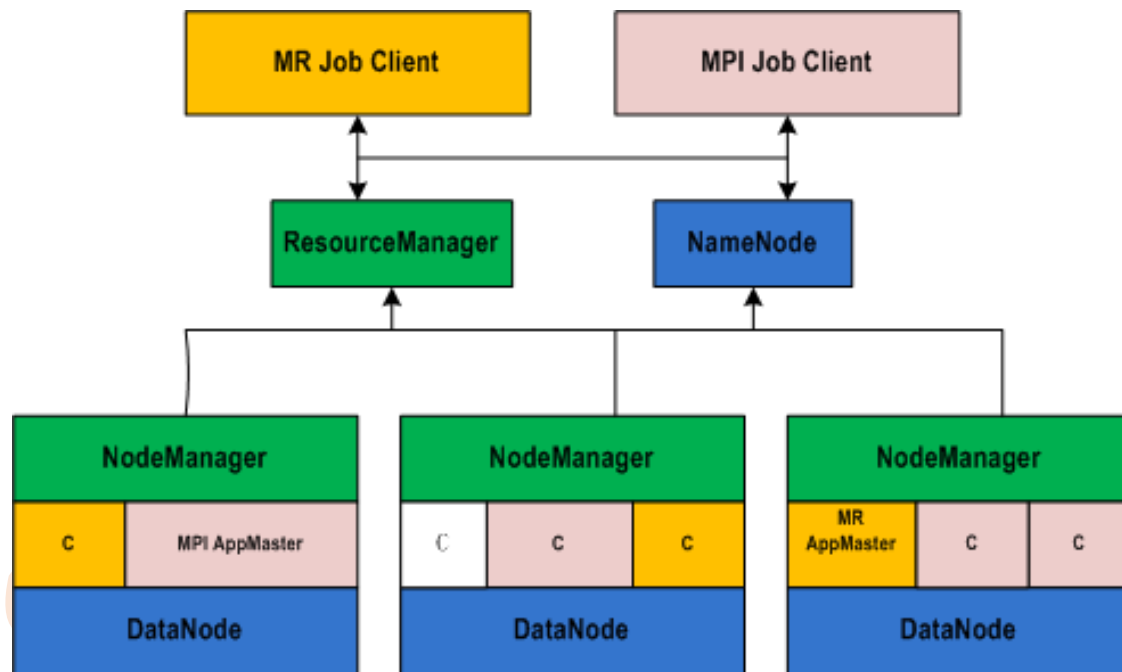 MR Job Client
MPI Job Client
ResourceManager
NameNode
NodeManager
NodeManager
NodeManager
C
MPI AppMaster
C
C
C
MR
AppMaster
C
C
DataNode
DataNode
DataNode